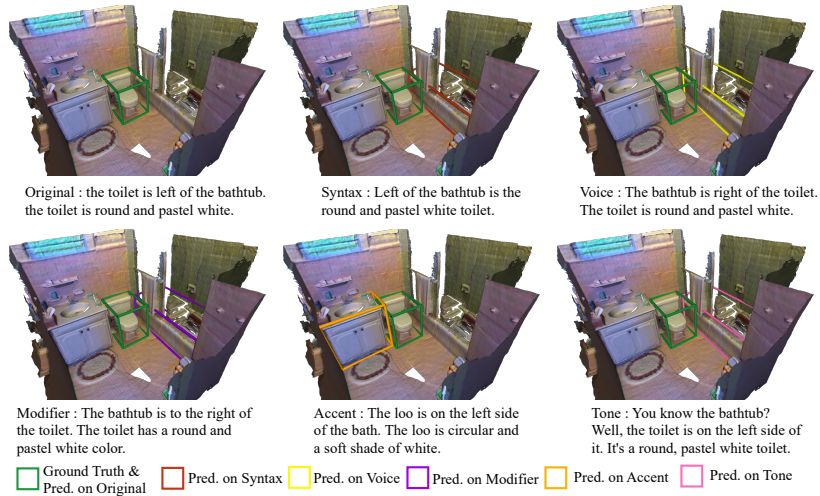 Original : the toilet is left of the bathtub.
the toilet is round and pastel white.
Syntax : Left of the bathtub is the
round and pastel white toilet.
Voice : The bathtub is right of the toilet.
The toilet is round and pastel white.
Modifier : The bathtub is to the right of
the toilet. The toilet has a round and
pastel white color.
Accent : The loo is on the left side
of the bath. The loo is circular and
a soft shade of white.
Tone : You know the bathtub?
Well, the toilet is on the left side of
it. It's a round, pastel white toilet.
Ground Truth &
Pred. on Original
Pred. on Syntax
Pred. on Voice
Pred. on Modifier
Pred. on Accent
Pred. on Tone